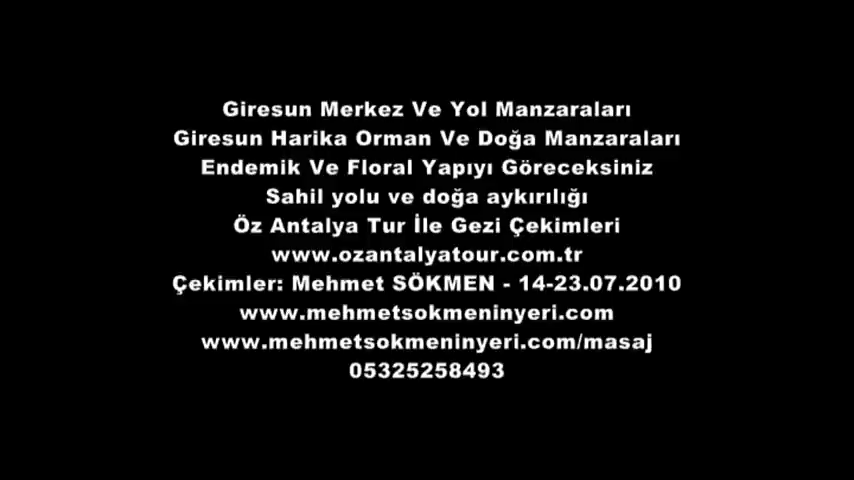 Giresun Merkez Ve Yol Manzaraları
Giresun Harika Orman Ve Doğa Manzaraları
Endemik Ve Floral Yapıyı Göreceksiniz
Sahil yolu ve doğa aykırılığı
Öz Antalya Tur İle Gezi Çekimleri
www.ozantalyatour.com.tr
Çekimler: Mehmet SÖKMEN - 14-23.07.2010
www.mehmetsokmeninyeri.com
www.mehmetsokmeninyeri.com/masaj
05325258493